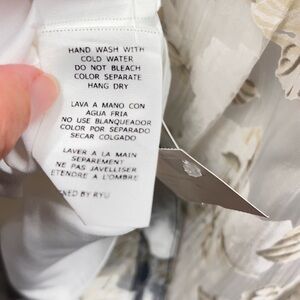 HAND WASH WITH
COLD WATER
DO NOT BLEACH
COLOR SEPARATE
HANG DRY
LAVA A MANO CON
AGUA FRIA
NO USE BLANQUEADOR
COLOR POR SEPARADO
SECAR COLGADO
LAVER A LA MAIN
SEPAREMENT
NE PAS JAVELLISER
ETENDRE A L'OMBRE
NED BY RYU